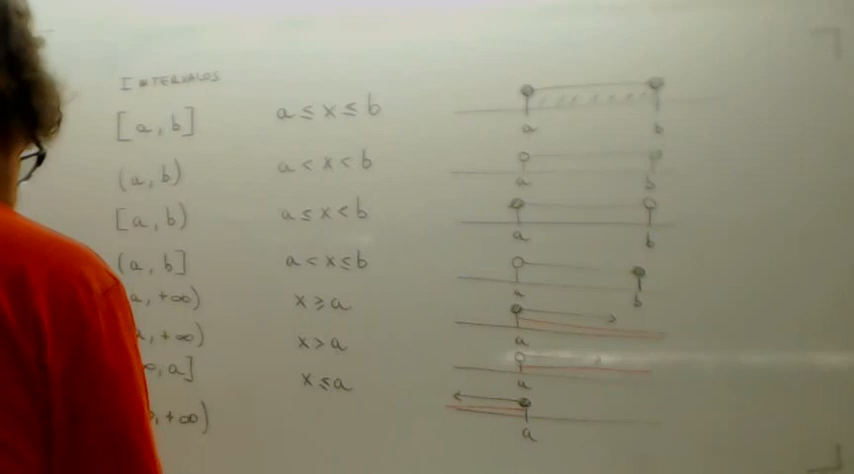 INTERVALOS
[a, b] a ≤ x ≤ b a b
(a, b) a < x < b a b
[a, b) a ≤ x < b a b
(a, b] a < x ≤ b a b
a, +∞) x ≥ a a
, +∞) x > a a
, a] x ≤ a a
, +∞)